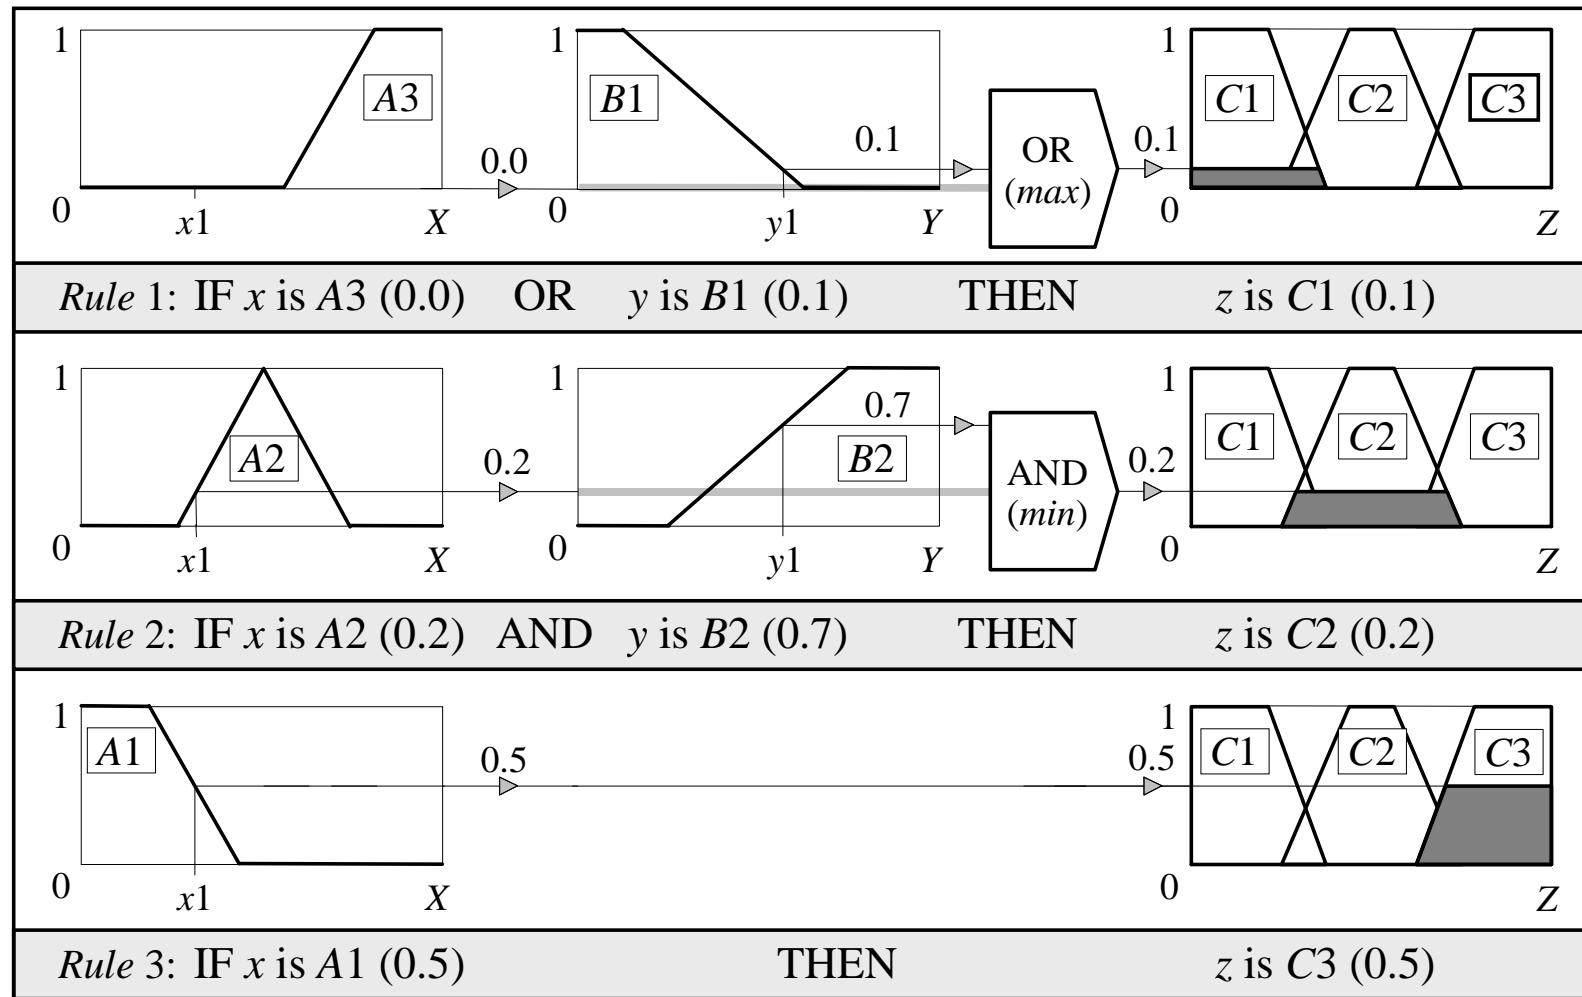 1 A3 1 B1 0.1 1 C1 C2 C3
0.0 OR (max) 0.1
0 x1 X 0 y1 Y 0 Z
Rule 1: IF x is A3 (0.0) OR y is B1 (0.1) THEN z is C1 (0.1)
1 A2 1 0.7 B2 1 C1 C2 C3
0.2 AND (min) 0.2
0 x1 X 0 y1 Y 0 Z
Rule 2: IF x is A2 (0.2) AND y is B2 (0.7) THEN z is C2 (0.2)
1 A1 1 C1 C2 C3
0.5 0.5
0 x1 X 0 Z
Rule 3: IF x is A1 (0.5) THEN z is C3 (0.5)